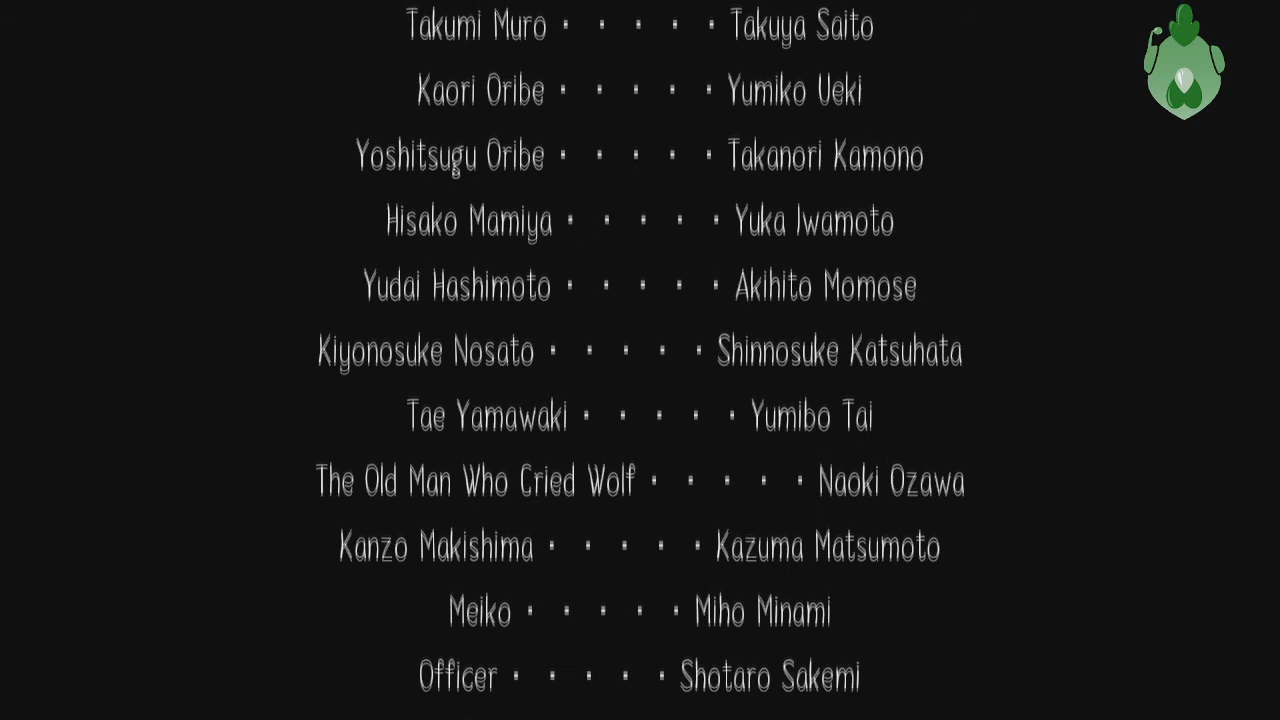 Takumi Muro · · · · · Takuya Saito
Kaori Oribe · · · · · Yumiko Ueki
Yoshitsugu Oribe · · · · · Takanori Kamono
Hisako Mamiya · · · · · Yuka Iwamoto
Yudai Hashimoto · · · · · Akihito Momose
Kiyonosuke Nosato · · · · · Shinnosuke Katsuhata
Tae Yamawaki · · · · · Yumibo Tai
The Old Man Who Cried Wolf · · · · · Naoki Ozawa
Kanzo Makishima · · · · · Kazuma Matsumoto
Meiko · · · · · Miho Minami
Officer · · · · · Shotaro Sakemi